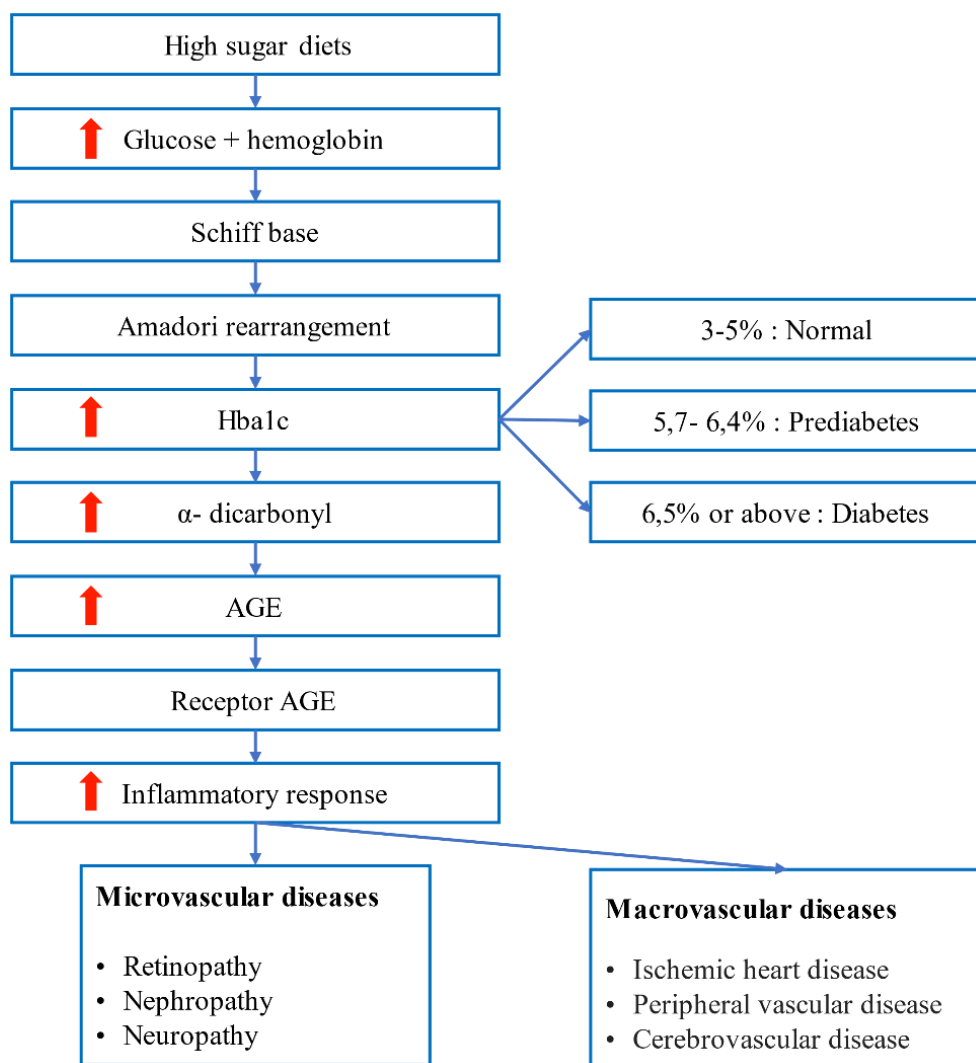 High sugar diets
Glucose + hemoglobin
Schiff base
Amadori rearrangement
Hba1c
3-5% : Normal
5,7- 6,4% : Prediabetes
6,5% or above : Diabetes
α- dicarbonyl
AGE
Receptor AGE
Inflammatory response
Microvascular diseases
• Retinopathy
• Nephropathy
• Neuropathy
Macrovascular diseases
• Ischemic heart disease
• Peripheral vascular disease
• Cerebrovascular disease